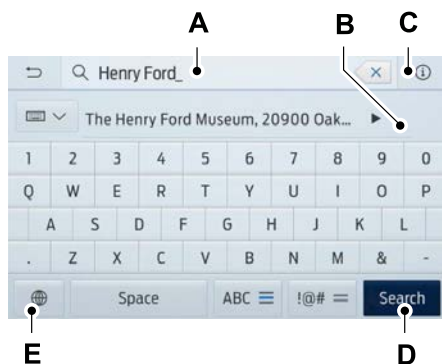 A
B
C
Henry Ford_
The Henry Ford Museum, 20900 Oak...
1 2 3 4 5 6 7 8 9 0
Q W E R T Y U I O P
A S D F G H J K L
. Z X C V B N M & -
Space ABC !@# Search
E
D